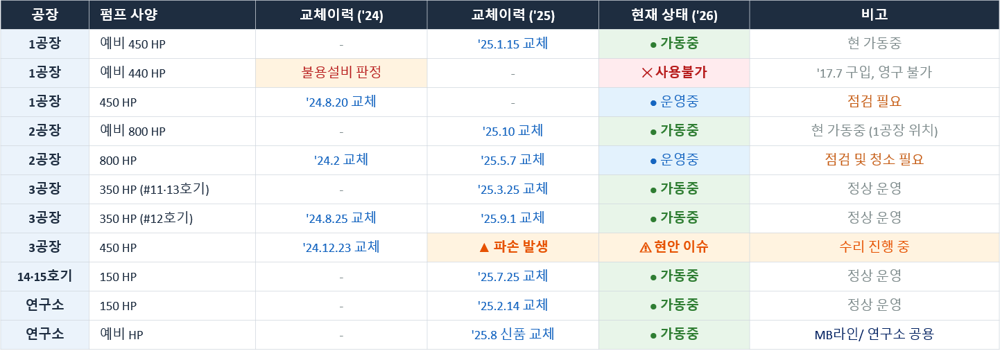 공장 펌프 사양 교체이력 ('24) 교체이력 ('25) 현재 상태 ('26) 비고
1공장 예비 450 HP - '25.1.15 교체 ● 가동중 현 가동중
1공장 예비 440 HP 불용설비 판정 - ✕ 사용불가 '17.7 구입, 영구 불가
1공장 450 HP '24.8.20 교체 - ● 운영중 점검 필요
2공장 예비 800 HP - '25.10 교체 ● 가동중 현 가동중 (1공장 위치)
2공장 800 HP '24.2 교체 '25.5.7 교체 ● 운영중 점검 및 청소 필요
3공장 350 HP (#11·13호기) - '25.3.25 교체 ● 가동중 정상 운영
3공장 350 HP (#12호기) '24.8.25 교체 '25.9.1 교체 ● 가동중 정상 운영
3공장 450 HP '24.12.23 교체 ▲ 파손 발생 ⚠ 현안 이슈 수리 진행 중
14·15호기 150 HP - '25.7.25 교체 ● 가동중 정상 운영
연구소 150 HP - '25.2.14 교체 ● 가동중 정상 운영
연구소 예비 HP - '25.8 신품 교체 ● 가동중 MB라인/ 연구소 공용